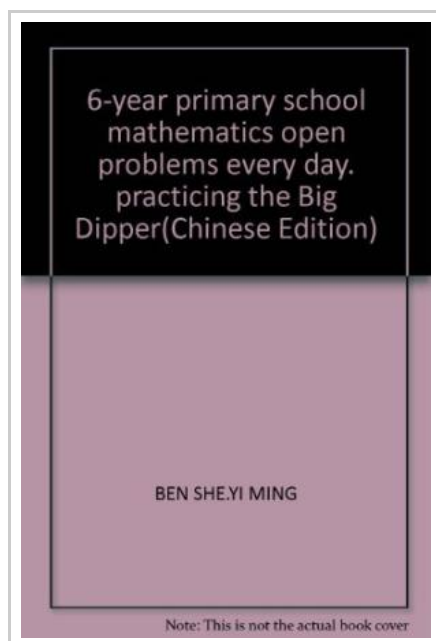 6-year primary school
mathematics open
problems every day.
practicing the Big
Dipper(Chinese Edition)
BEN SHE.YI MING
Note: This is not the actual book cover